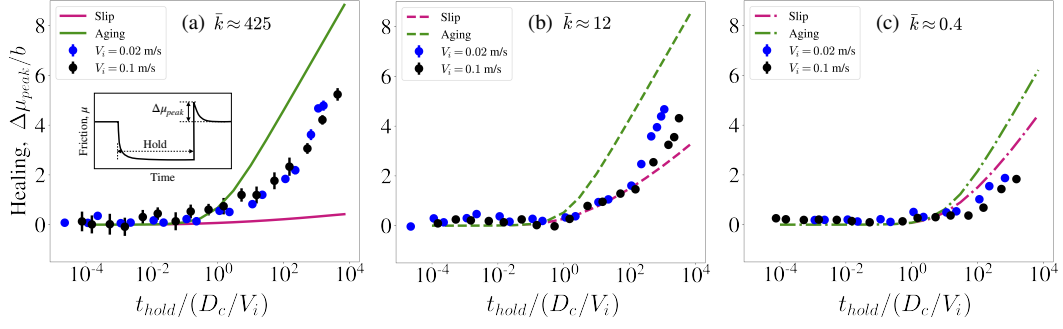 Healing, Δμ_peak/b
8
6
4
2
0
Slip
Aging
V_i = 0.02 m/s
V_i = 0.1 m/s
(a) k̄ ≈ 425
Friction, μ
Δμ_peak
Hold
Time
10^-4
10^-2
10^0
10^2
10^4
t_hold/(D_c/V_i)
8
6
4
2
0
Slip
Aging
V_i = 0.02 m/s
V_i = 0.1 m/s
(b) k̄ ≈ 12
10^-4
10^-2
10^0
10^2
10^4
t_hold/(D_c/V_i)
8
6
4
2
0
Slip
Aging
V_i = 0.02 m/s
V_i = 0.1 m/s
(c) k̄ ≈ 0.4
10^-4
10^-2
10^0
10^2
10^4
t_hold/(D_c/V_i)